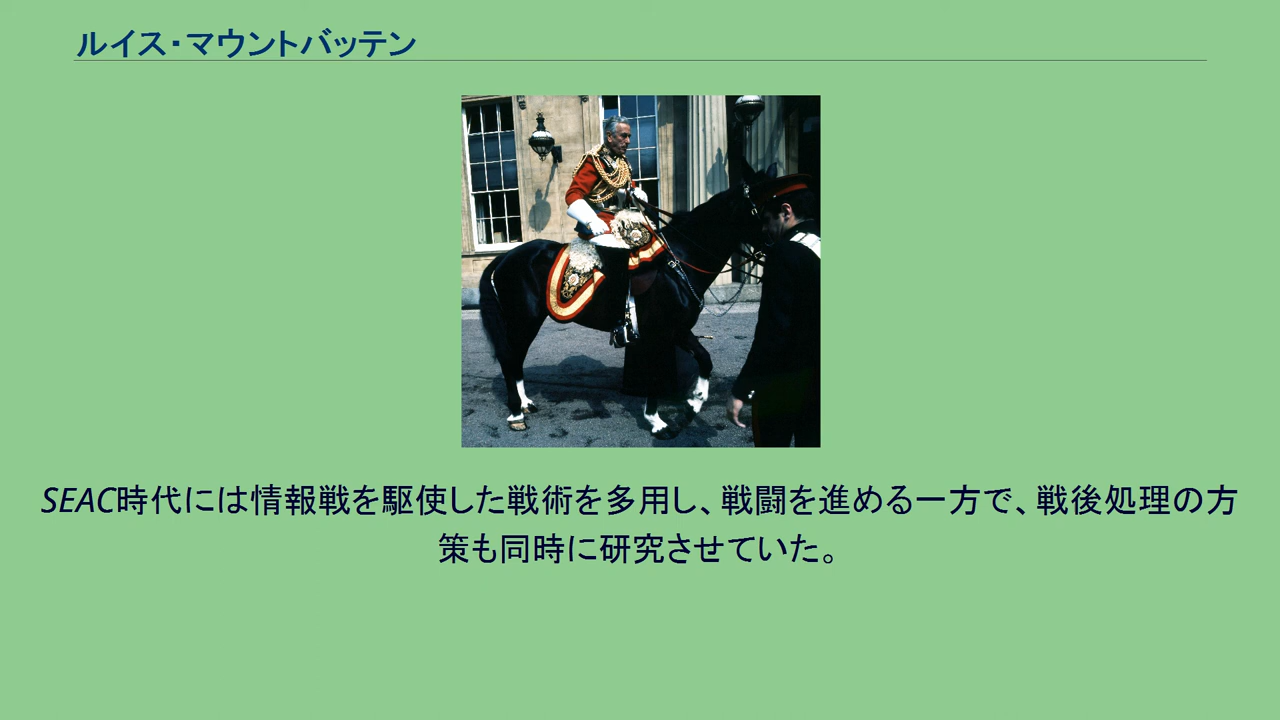 ルイス・マウントバッテン
SEAC時代には情報戦を駆使した戦術を多用し、戦闘を進める一方で、戦後処理の方
策も同時に研究させていた。